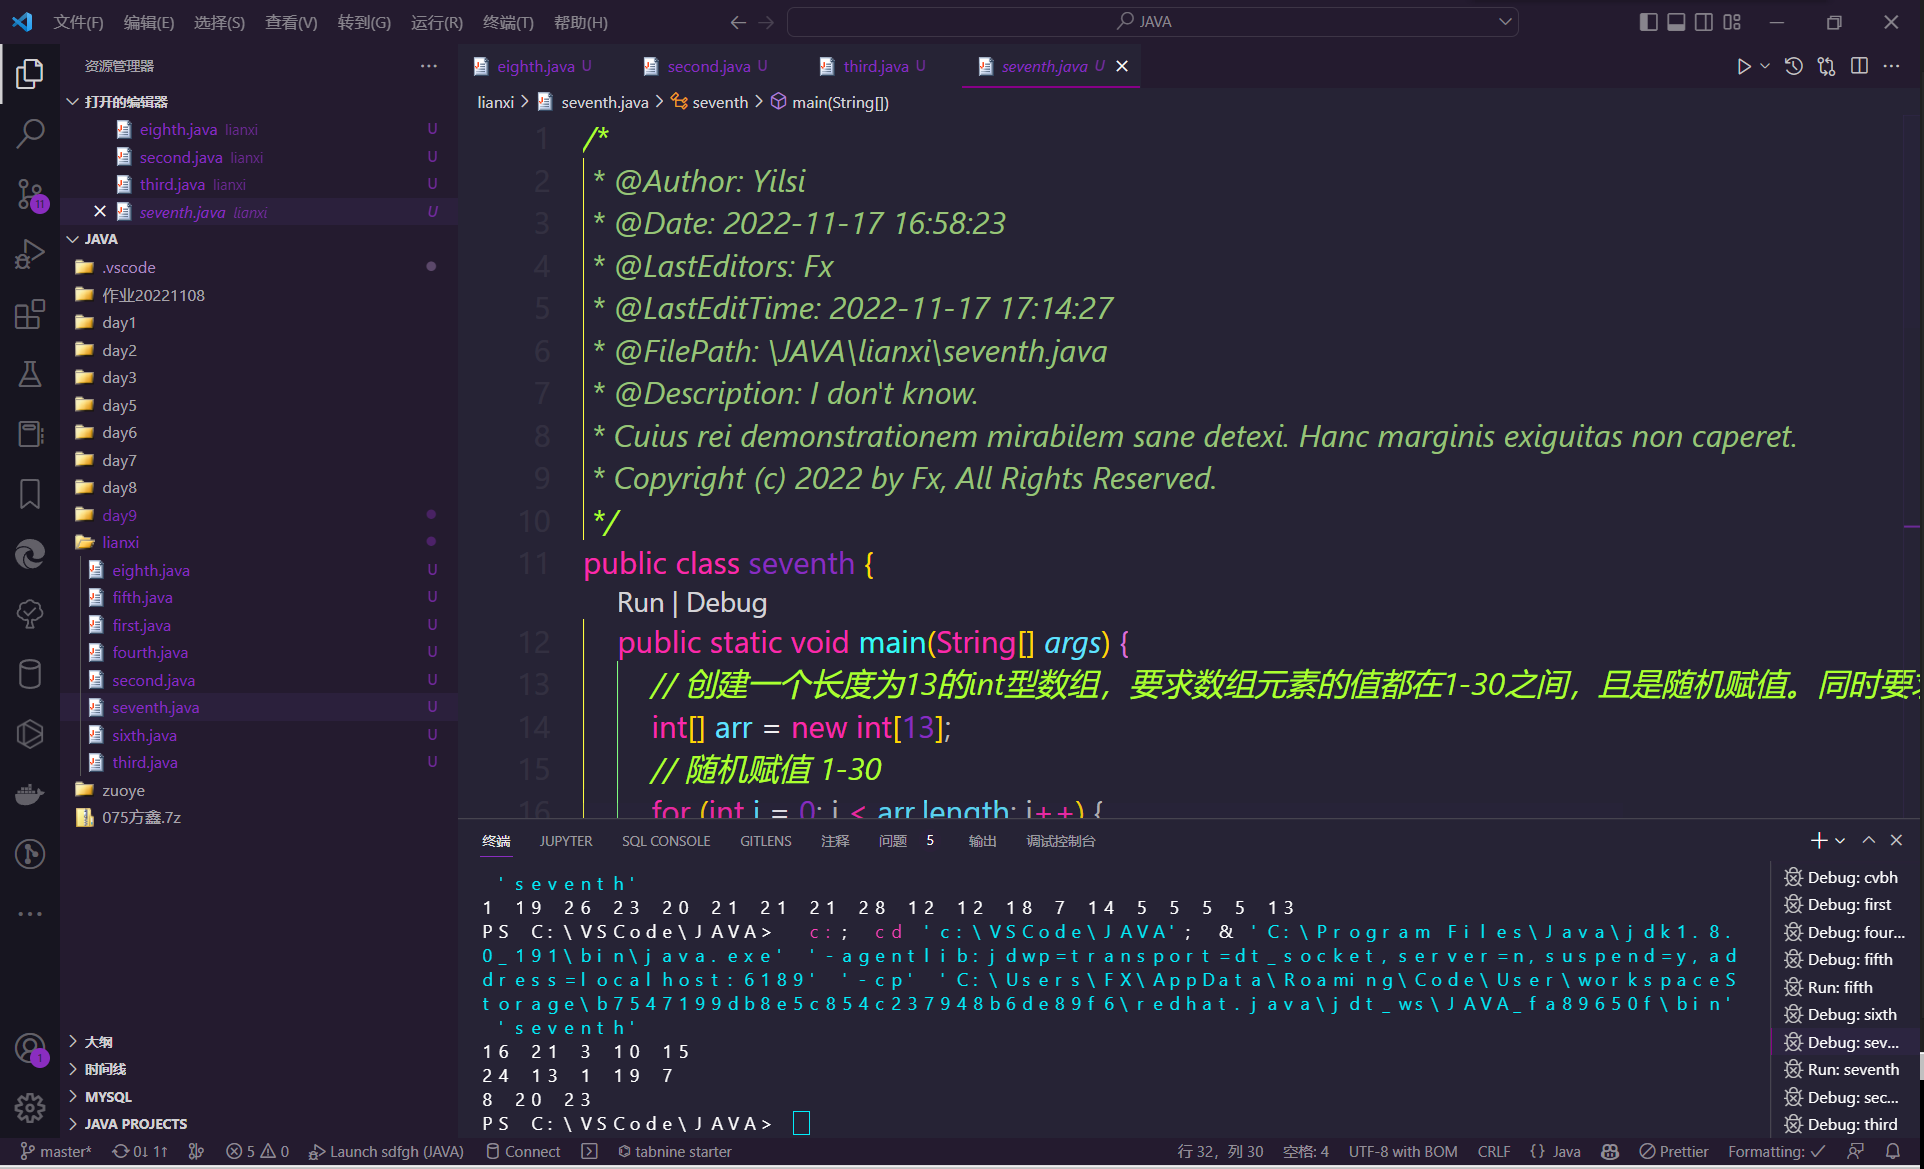 文件(F) 编辑(E) 选择(S) 查看(V) 转到(G) 运行(R) 终端(T) 帮助(H) JAVA
资源管理器
打开的编辑器
eighth.java lianxi U
second.java lianxi U
third.java lianxi U
seventh.java lianxi U
JAVA
.vscode
作业20221108
day1
day2
day3
day5
day6
day7
day8
day9
lianxi
eighth.java U
fifth.java U
first.java U
fourth.java U
second.java U
seventh.java U
sixth.java U
third.java U
zuoye
075方鑫.7z
大纲
时间线
MYSQL
JAVA PROJECTS
11
1
eighth.java U second.java U third.java U seventh.java U
lianxi > seventh.java > seventh > main(String[])
1 /*
2 * @Author: Yilsi
3 * @Date: 2022-11-17 16:58:23
4 * @LastEditors: Fx
5 * @LastEditTime: 2022-11-17 17:14:27
6 * @FilePath: \JAVA\lianxi\seventh.java
7 * @Description: I don't know.
8 * Cuius rei demonstrationem mirabilem sane detexi. Hanc marginis exiguitas non caperet.
9 * Copyright (c) 2022 by Fx, All Rights Reserved.
10 */
11 public class seventh {
Run | Debug
12 public static void main(String[] args) {
13 // 创建一个长度为13的int型数组，要求数组元素的值都在1-30之间，且是随机赋值。同时要
14 int[] arr = new int[13];
15 // 随机赋值 1-30
16 for (int i = 0; i < arr.length; i++) {
终端 JUPYTER SQL CONSOLE GITLENS 注释 问题 5 输出 调试控制台
'seventh'
1 19 26 23 20 21 21 21 28 12 12 18 7 14 5 5 5 5 13
PS C:\VSCode\JAVA> c:; cd 'c:\VSCode\JAVA'; & 'C:\Program Files\Java\jdk1.8.
0_191\bin\java.exe' '-agentlib:jdwp=transport=dt_socket,server=n,suspend=y,ad
dress=localhost:6189' '-cp' 'C:\Users\FX\AppData\Roaming\Code\User\workspaceS
torage\b7547199db8e5c854c237948b6de89f6\redhat.java\jdt_ws\JAVA_fa89650f\bin'
'seventh'
16 21 3 10 15
24 13 1 19 7
8 20 23
PS C:\VSCode\JAVA>
Debug: cvbh
Debug: first
Debug: four...
Debug: fifth
Run: fifth
Debug: sixth
Debug: sev...
Run: seventh
Debug: sec...
Debug: third
master* 0↓ 1↑ 5 0 Launch sdfgh (JAVA) Connect tabnine starter 行 32，列 30 空格: 4 UTF-8 with BOM CRLF {} Java Prettier Formatting: ✓